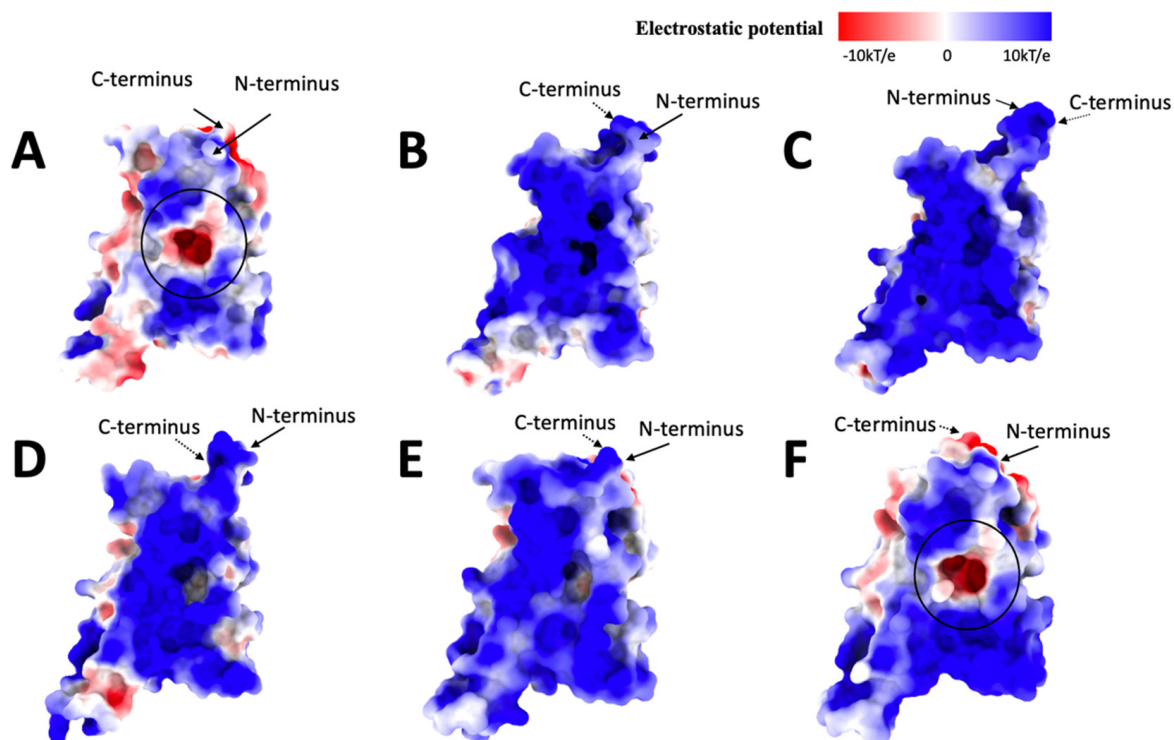 Electrostatic potential
-10kT/e 0 10kT/e
C-terminus N-terminus
A
C-terminus N-terminus
B
N-terminus C-terminus
C
C-terminus N-terminus
D
C-terminus N-terminus
E
C-terminus N-terminus
F